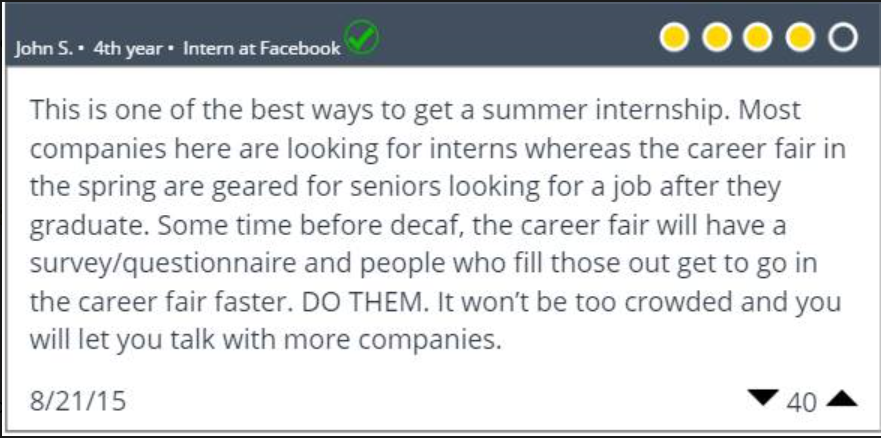 John S. • 4th year • Intern at Facebook
This is one of the best ways to get a summer internship. Most
companies here are looking for interns whereas the career fair in
the spring are geared for seniors looking for a job after they
graduate. Some time before decaf, the career fair will have a
survey/questionnaire and people who fill those out get to go in
the career fair faster. DO THEM. It won’t be too crowded and you
will let you talk with more companies.
8/21/15
40